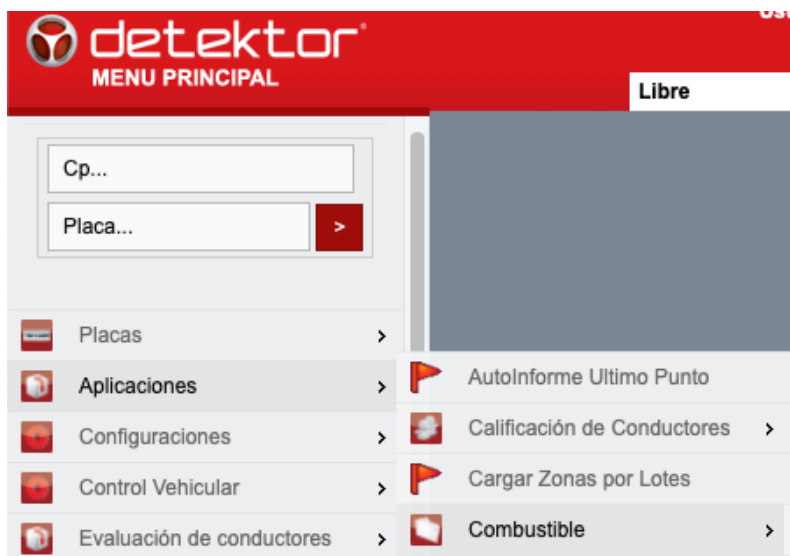 detektor
MENU PRINCIPAL
Libre
Cp...
Placa...
>
Placas
Aplicaciones
Configuraciones
Control Vehicular
Evaluación de conductores
AutoInforme Ultimo Punto
Calificación de Conductores
Cargar Zonas por Lotes
Combustible